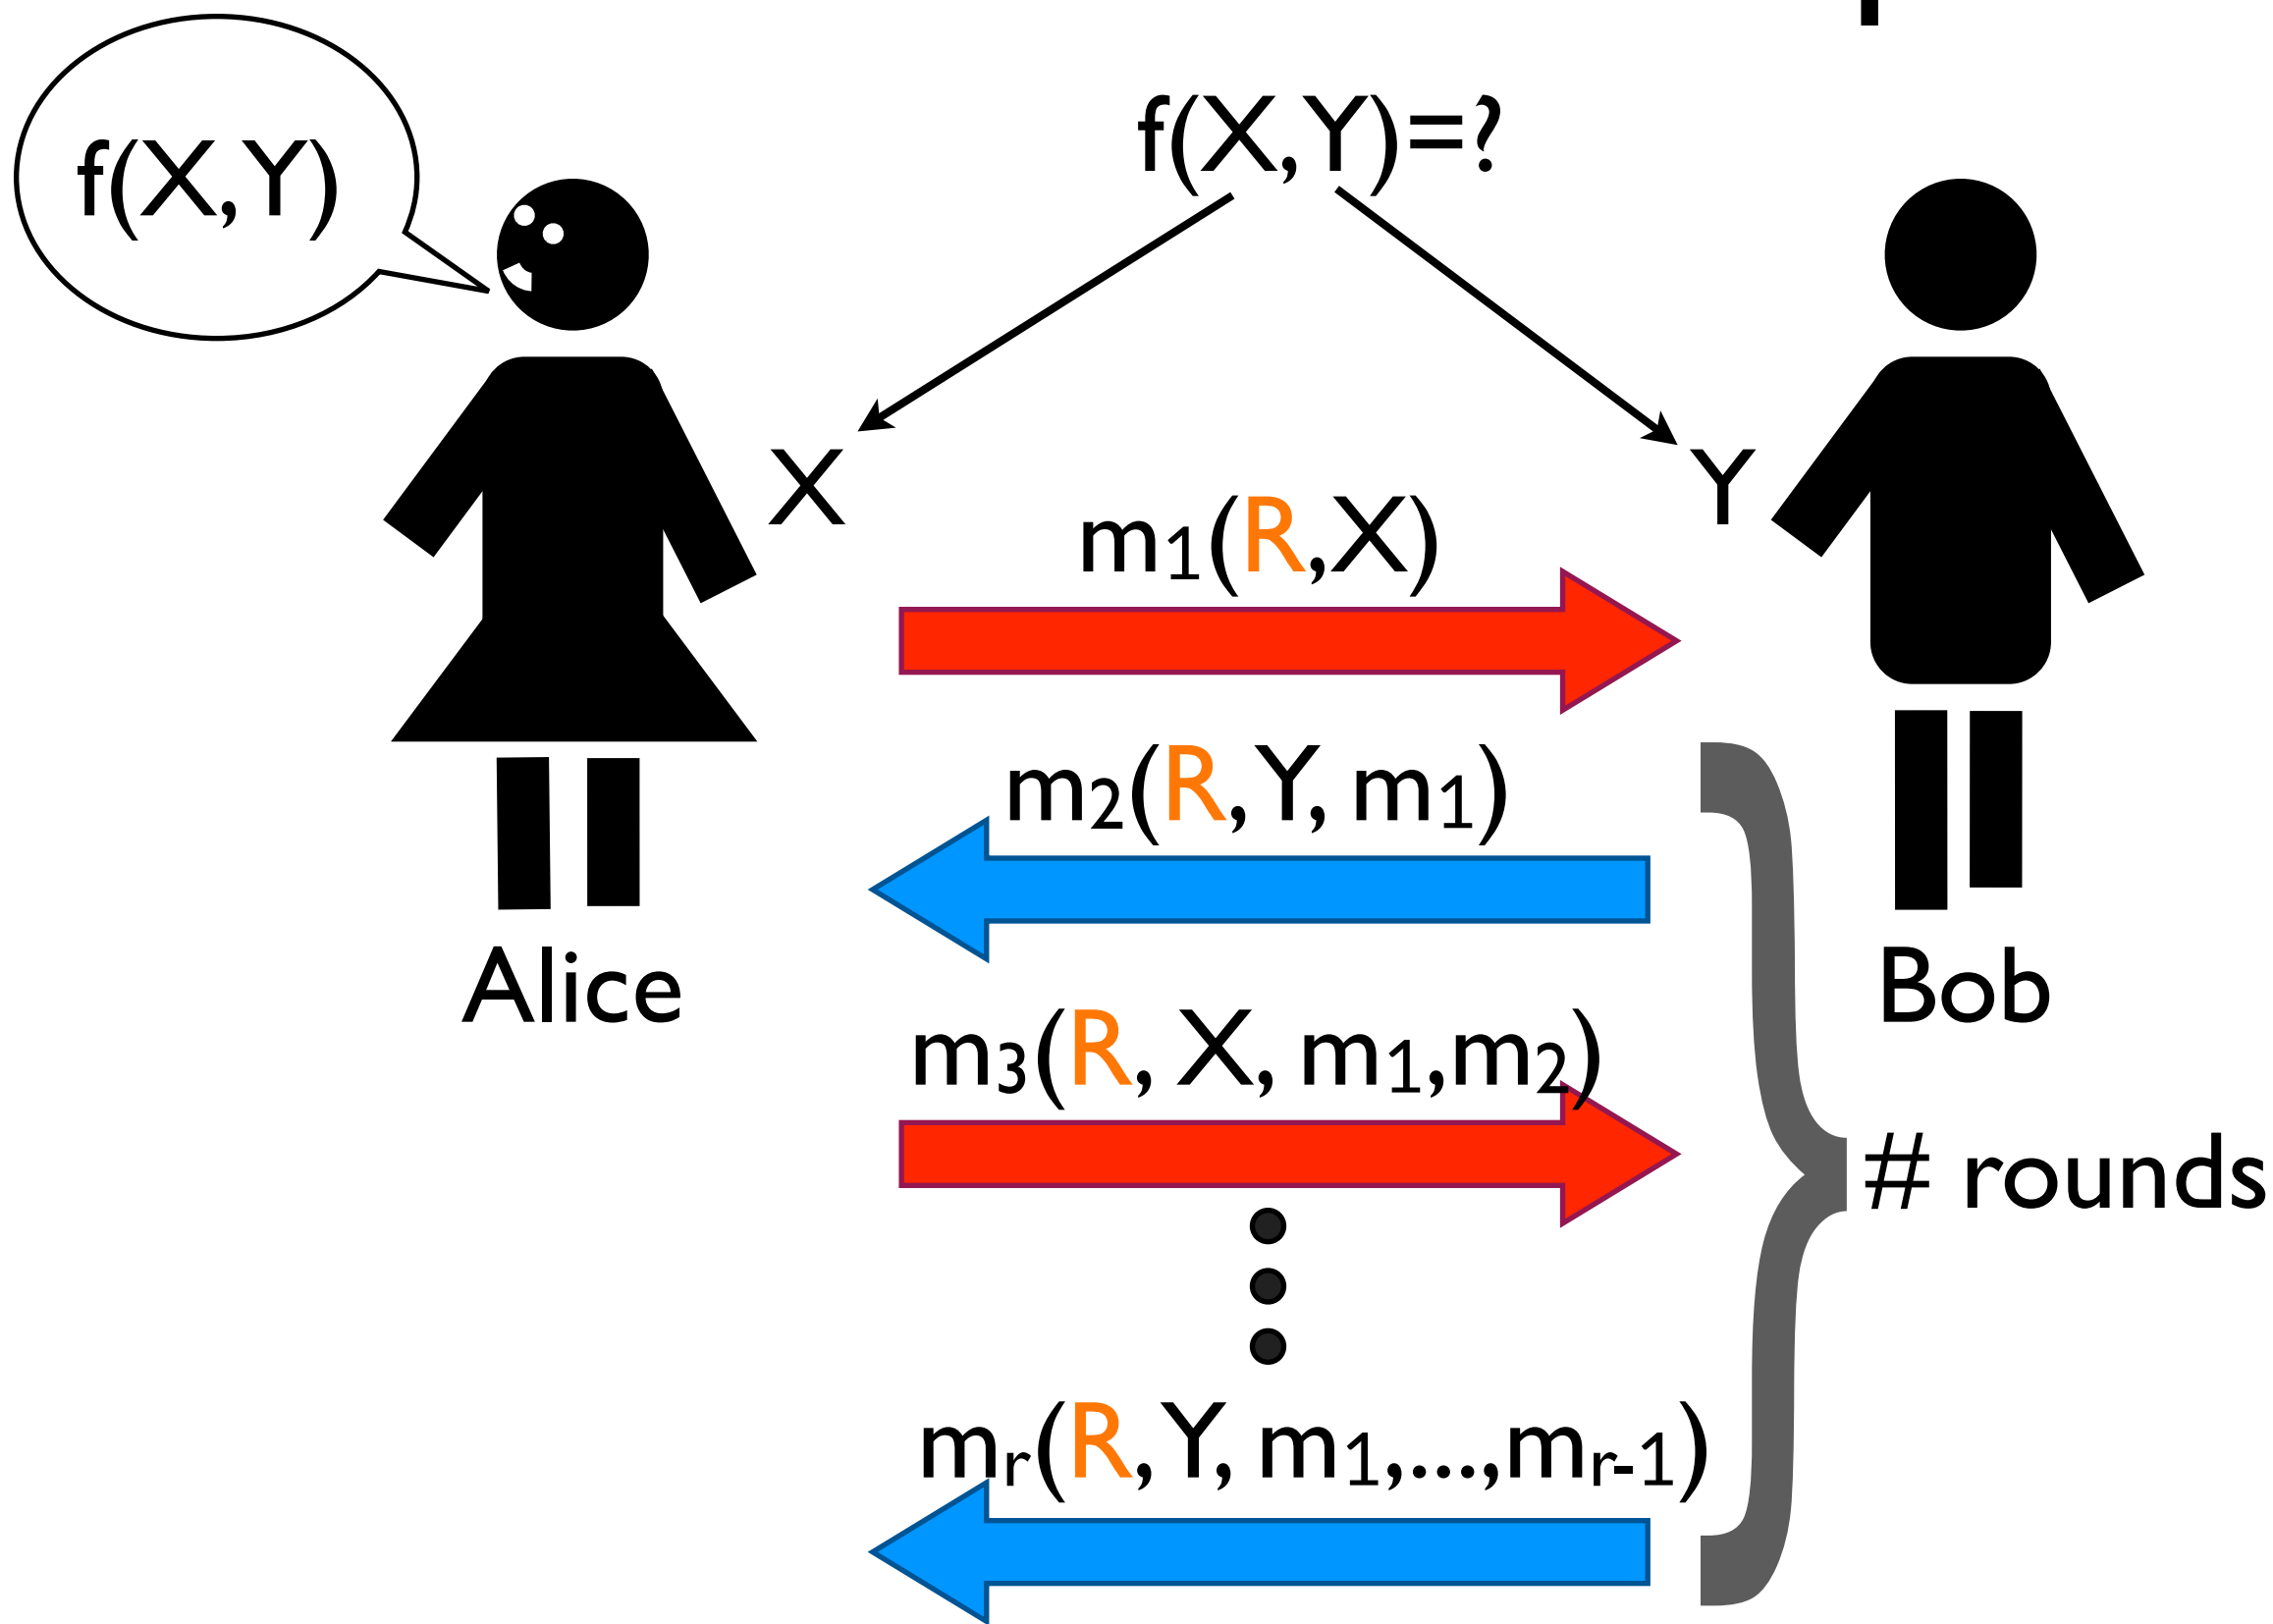 f(X,Y)=?
f(X,Y)
X
Y
m1(R,X)
m2(R,Y, m1)
Alice
Bob
m3(R, X, m1,m2)
# rounds
mr(R,Y, m1,....,mr-1)